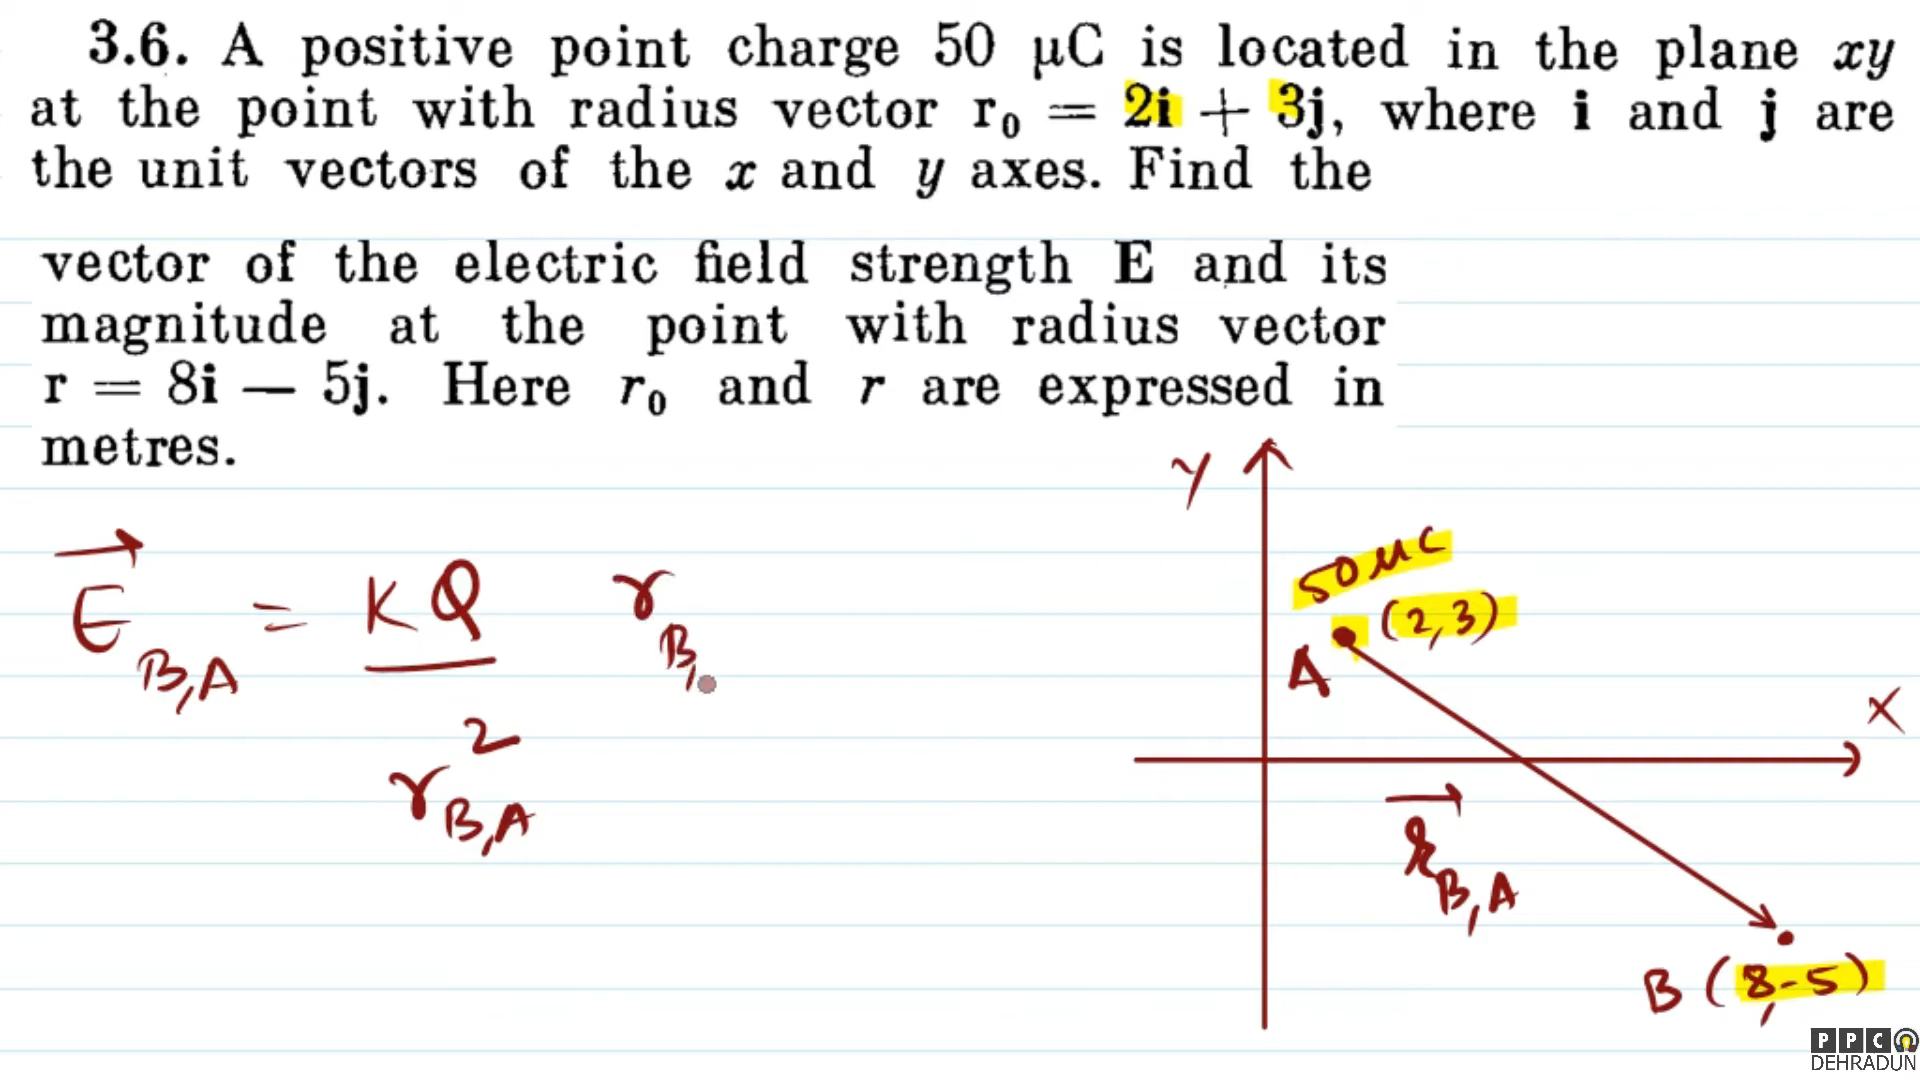 3.6. A positive point charge 50 μC is located in the plane xy
at the point with radius vector r₀ = 2i + 3j, where i and j are
the unit vectors of the x and y axes. Find the
vector of the electric field strength E and its
magnitude at the point with radius vector
r = 8i — 5j. Here r₀ and r are expressed in
metres.
Y
50 μC
(2,3)
A
X
E B,A = KQ r B,
r² B,A
r B,A
B (8,-5)
PPC
DEHRADUN